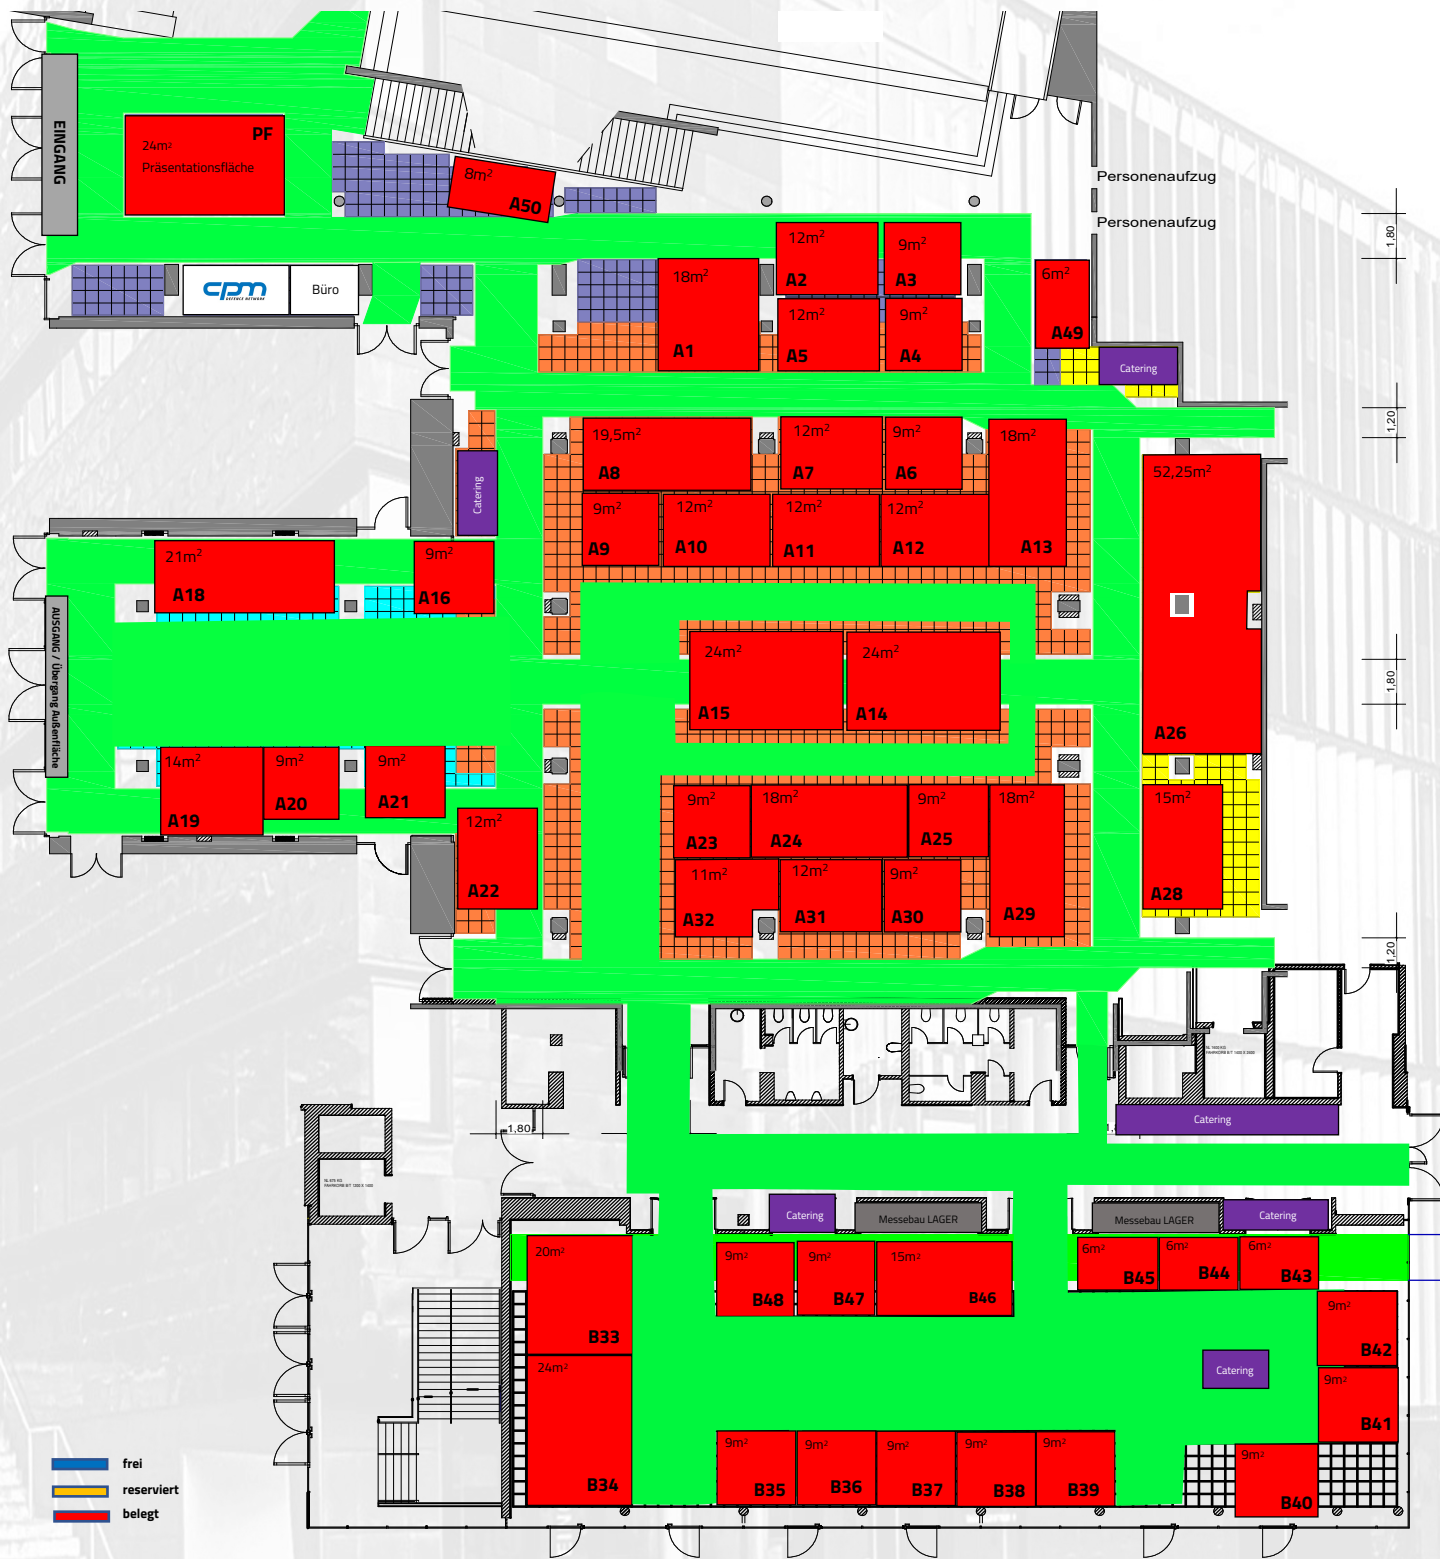 EINGANG
PF
24m²
Präsentationsfläche
8m²
A50
Personenaufzug
Personenaufzug
1,80
cpm
DEFENCE NETWORK
Büro
12m²
A2
9m²
A3
18m²
A1
12m²
A5
9m²
A4
6m²
A49
Catering
1,20
19,5m²
A8
12m²
A7
9m²
A6
18m²
A13
Catering
9m²
A9
12m²
A10
12m²
A11
12m²
A12
52,25m²
A26
21m²
A18
9m²
A16
AUSGANG / Übergang Außenfläche
24m²
A15
24m²
A14
1,80
14m²
A19
9m²
A20
9m²
A21
12m²
A22
9m²
A23
18m²
A24
9m²
A25
18m²
A29
15m²
A28
11m²
A32
12m²
A31
9m²
A30
1,20
Catering
1,80
1,
Catering
Messebau LAGER
Messebau LAGER
Catering
20m²
B33
9m²
B48
9m²
B47
15m²
B46
6m²
B45
6m²
B44
6m²
B43
9m²
B42
24m²
B34
Catering
9m²
B41
9m²
B35
9m²
B36
9m²
B37
9m²
B38
9m²
B39
9m²
B40
frei
reserviert
belegt